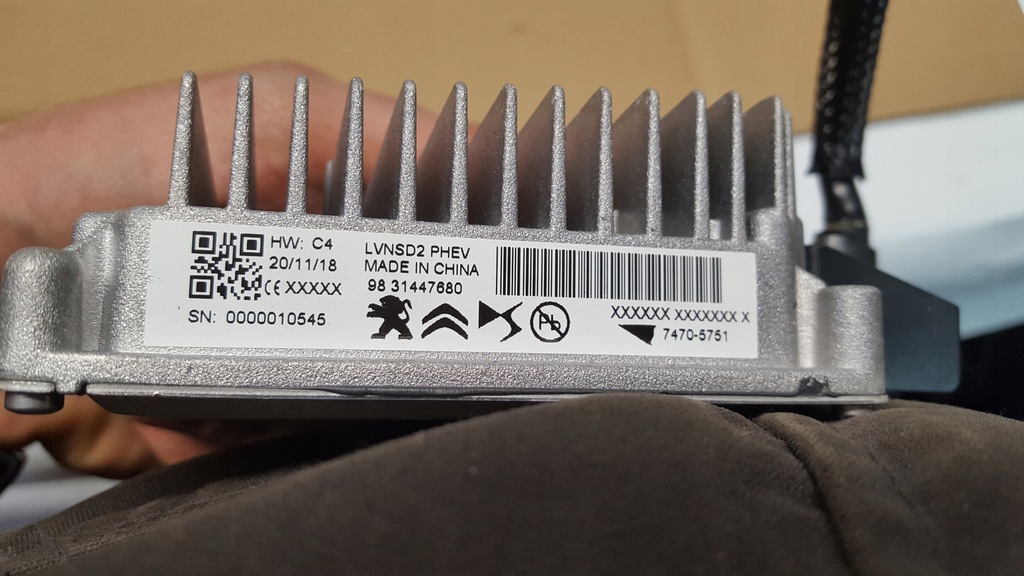 HW: C4
20/11/18
CE XXXXX
SN: 0000010545
LVNSD2 PHEV
MADE IN CHINA
98 31447680
Pb
XXXXXX XXXXXXX X
7470-5751